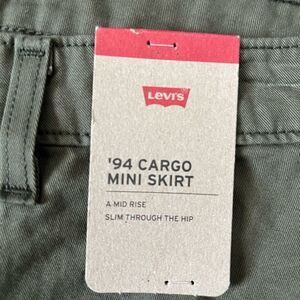 Levi's
'94 CARGO
MINI SKIRT
A MID RISE
SLIM THROUGH THE HIP